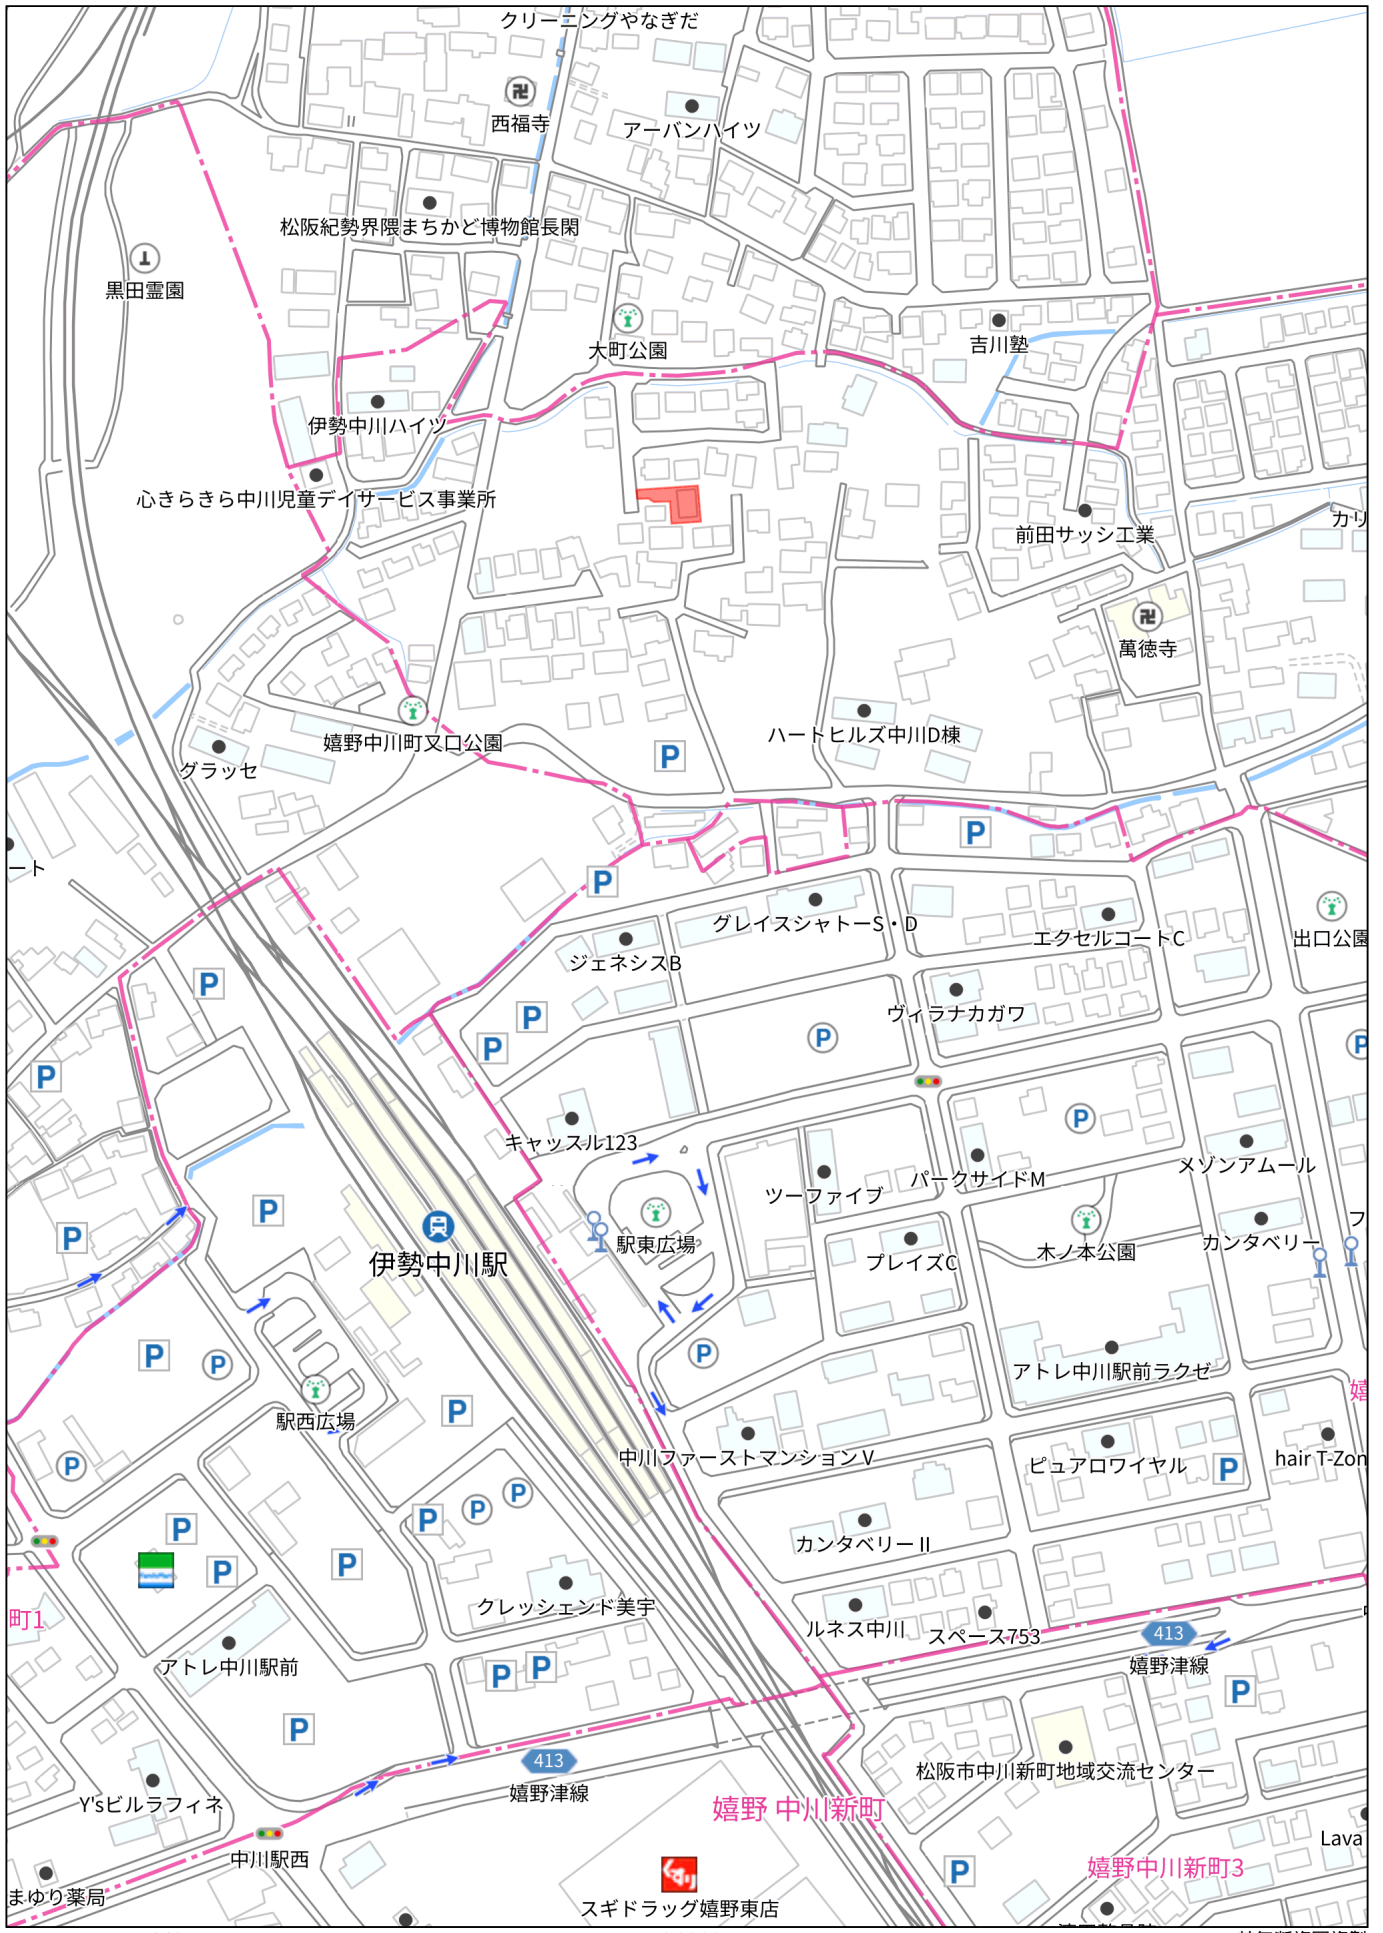 クリーニングやなぎだ
西福寺
アーバンハイツ
松阪紀勢界隈まちかど博物館長閑
黒田霊園
大町公園
吉川塾
伊勢中川ハイツ
心きらきら中川児童デイサービス事業所
カリ
前田サッシ工業
萬徳寺
嬉野中川町又口公園
ハートヒルズ中川D棟
グラッセ
P
P
ート
P
グレイスシャトーS・D
エクセルコートC
出口公園
ジェネシスB
P
P
ヴィラナカガワ
P
P
P
P
P
キャッスル123
メゾンアムール
パークサイドM
ツーファイブ
P
P
駅東広場
プレイズC
木ノ本公園
カンタベリー
フ
伊勢中川駅
P
P
P
アトレ中川駅前ラクゼ
嬉
P
駅西広場
中川ファーストマンションV
ピュアロワイヤル
P
hair T-Zon
P
P
P
P
P
カンタベリーII
P
P
FamilyMart
クレッシェンド美宇
町1
ルネス中川
スペース753
413
嬉野津線
アトレ中川駅前
P
P
P
P
413
嬉野津線
松阪市中川新町地域交流センター
Y'sビルラフィネ
嬉野 中川新町
中川駅西
Lava
嬉野中川新町3
P
くすり
まゆり薬局
スギドラッグ嬉野東店